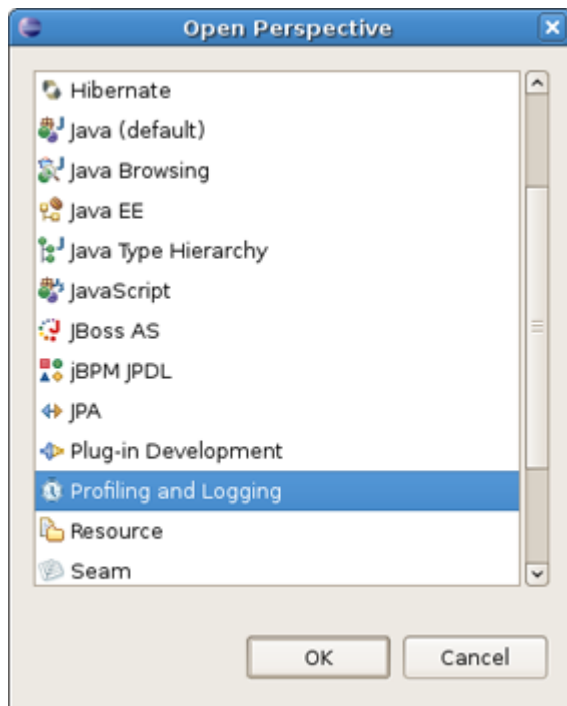 Open Perspective
Hibernate
Java (default)
Java Browsing
Java EE
Java Type Hierarchy
JavaScript
JBoss AS
jBPM JPDL
JPA
Plug-in Development
Profiling and Logging
Resource
Seam
OK
Cancel